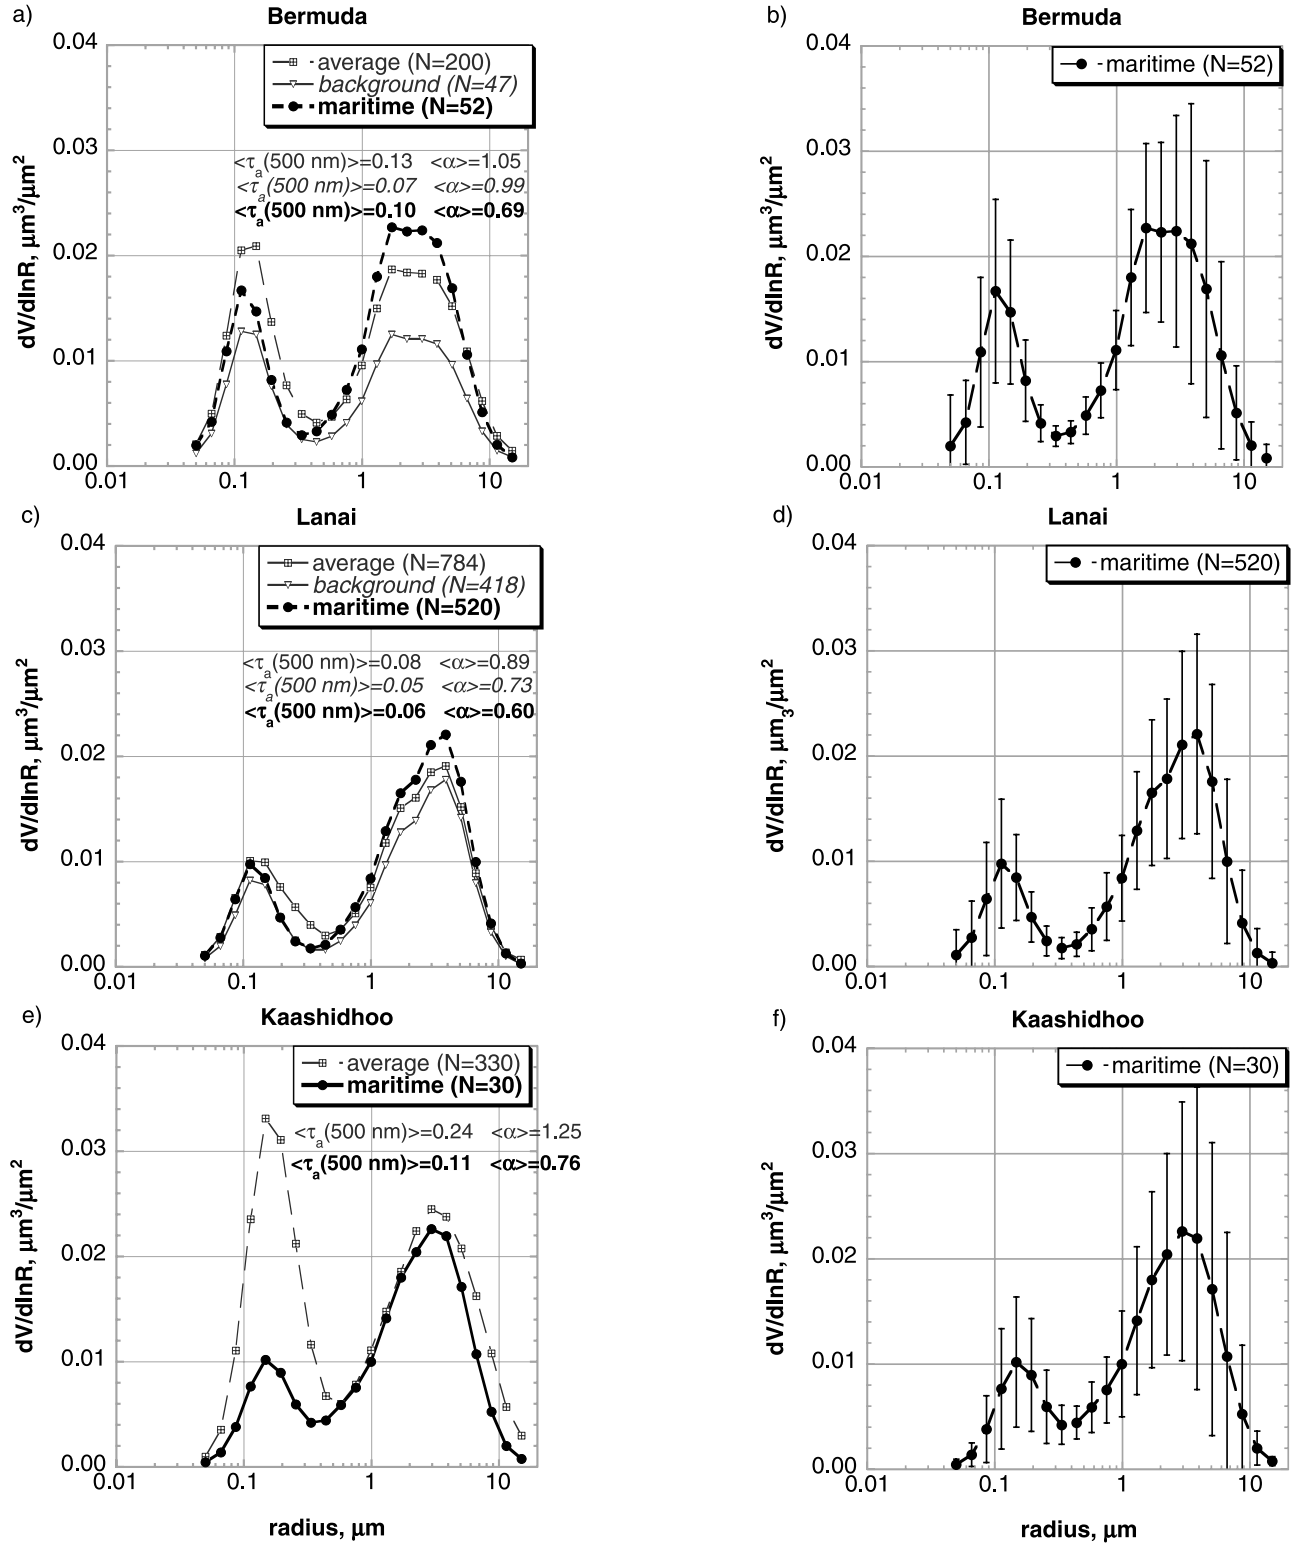 a)
Bermuda
average (N=200)
background (N=47)
maritime (N=52)
<τa(500 nm)>=0.13 <α>=1.05
<τa(500 nm)>=0.07 <α>=0.99
<τa(500 nm)>=0.10 <α>=0.69
dV/dlnR, μm³/μm²
0.04
0.03
0.02
0.01
0.00
0.01 0.1 1 10
b)
Bermuda
maritime (N=52)
dV/dlnR, μm³/μm²
0.04
0.03
0.02
0.01
0.00
0.01 0.1 1 10
c)
Lanai
average (N=784)
background (N=418)
maritime (N=520)
<τa(500 nm)>=0.08 <α>=0.89
<τa(500 nm)>=0.05 <α>=0.73
<τa(500 nm)>=0.06 <α>=0.60
dV/dlnR, μm³/μm²
0.04
0.03
0.02
0.01
0.00
0.01 0.1 1 10
d)
Lanai
maritime (N=520)
dV/dlnR, μm₃/μm²
0.04
0.03
0.02
0.01
0.00
0.01 0.1 1 10
e)
Kaashidhoo
average (N=330)
maritime (N=30)
<τa(500 nm)>=0.24 <α>=1.25
<τa(500 nm)>=0.11 <α>=0.76
dV/dlnR, μm³/μm²
0.04
0.03
0.02
0.01
0.00
0.01 0.1 1 10
radius, μm
f)
Kaashidhoo
maritime (N=30)
dV/dlnR, μm³/μm²
0.04
0.03
0.02
0.01
0.00
0.01 0.1 1 10
radius, μm